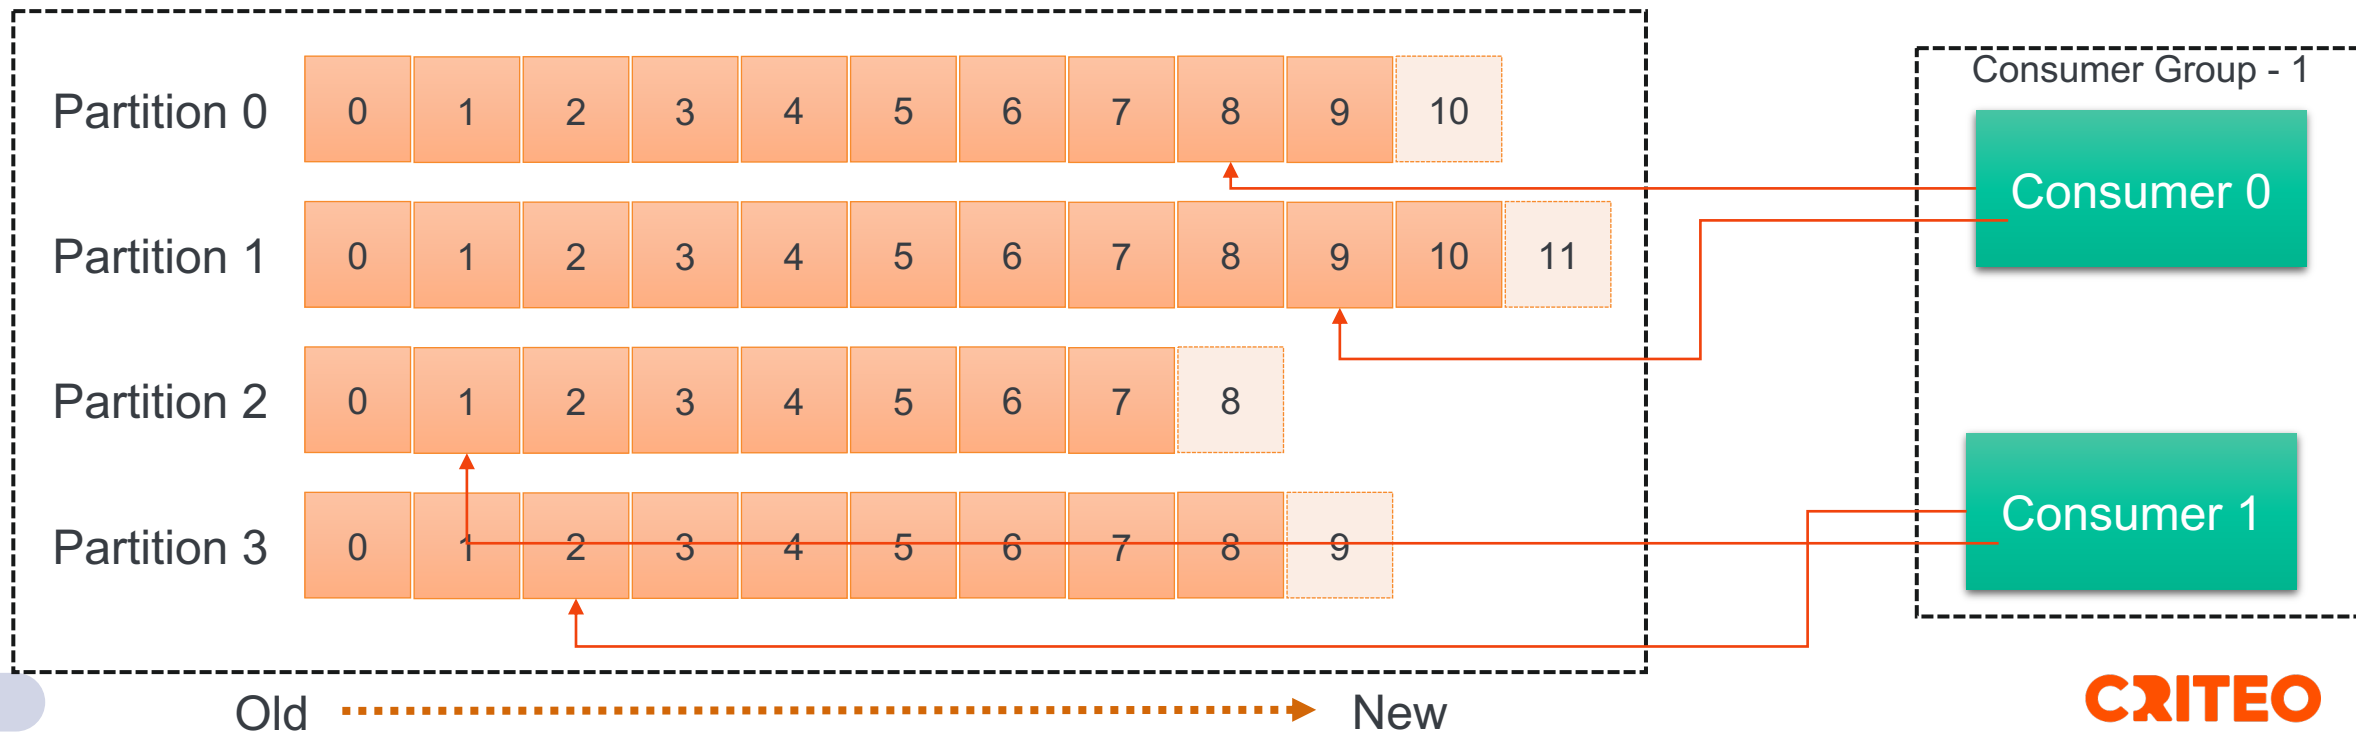 Consumer Group - 1
Partition 0 0 1 2 3 4 5 6 7 8 9 10
Consumer 0
Partition 1 0 1 2 3 4 5 6 7 8 9 10 11
Partition 2 0 1 2 3 4 5 6 7 8
Consumer 1
Partition 3 0 1 2 3 4 5 6 7 8 9
Old New
CRITEO